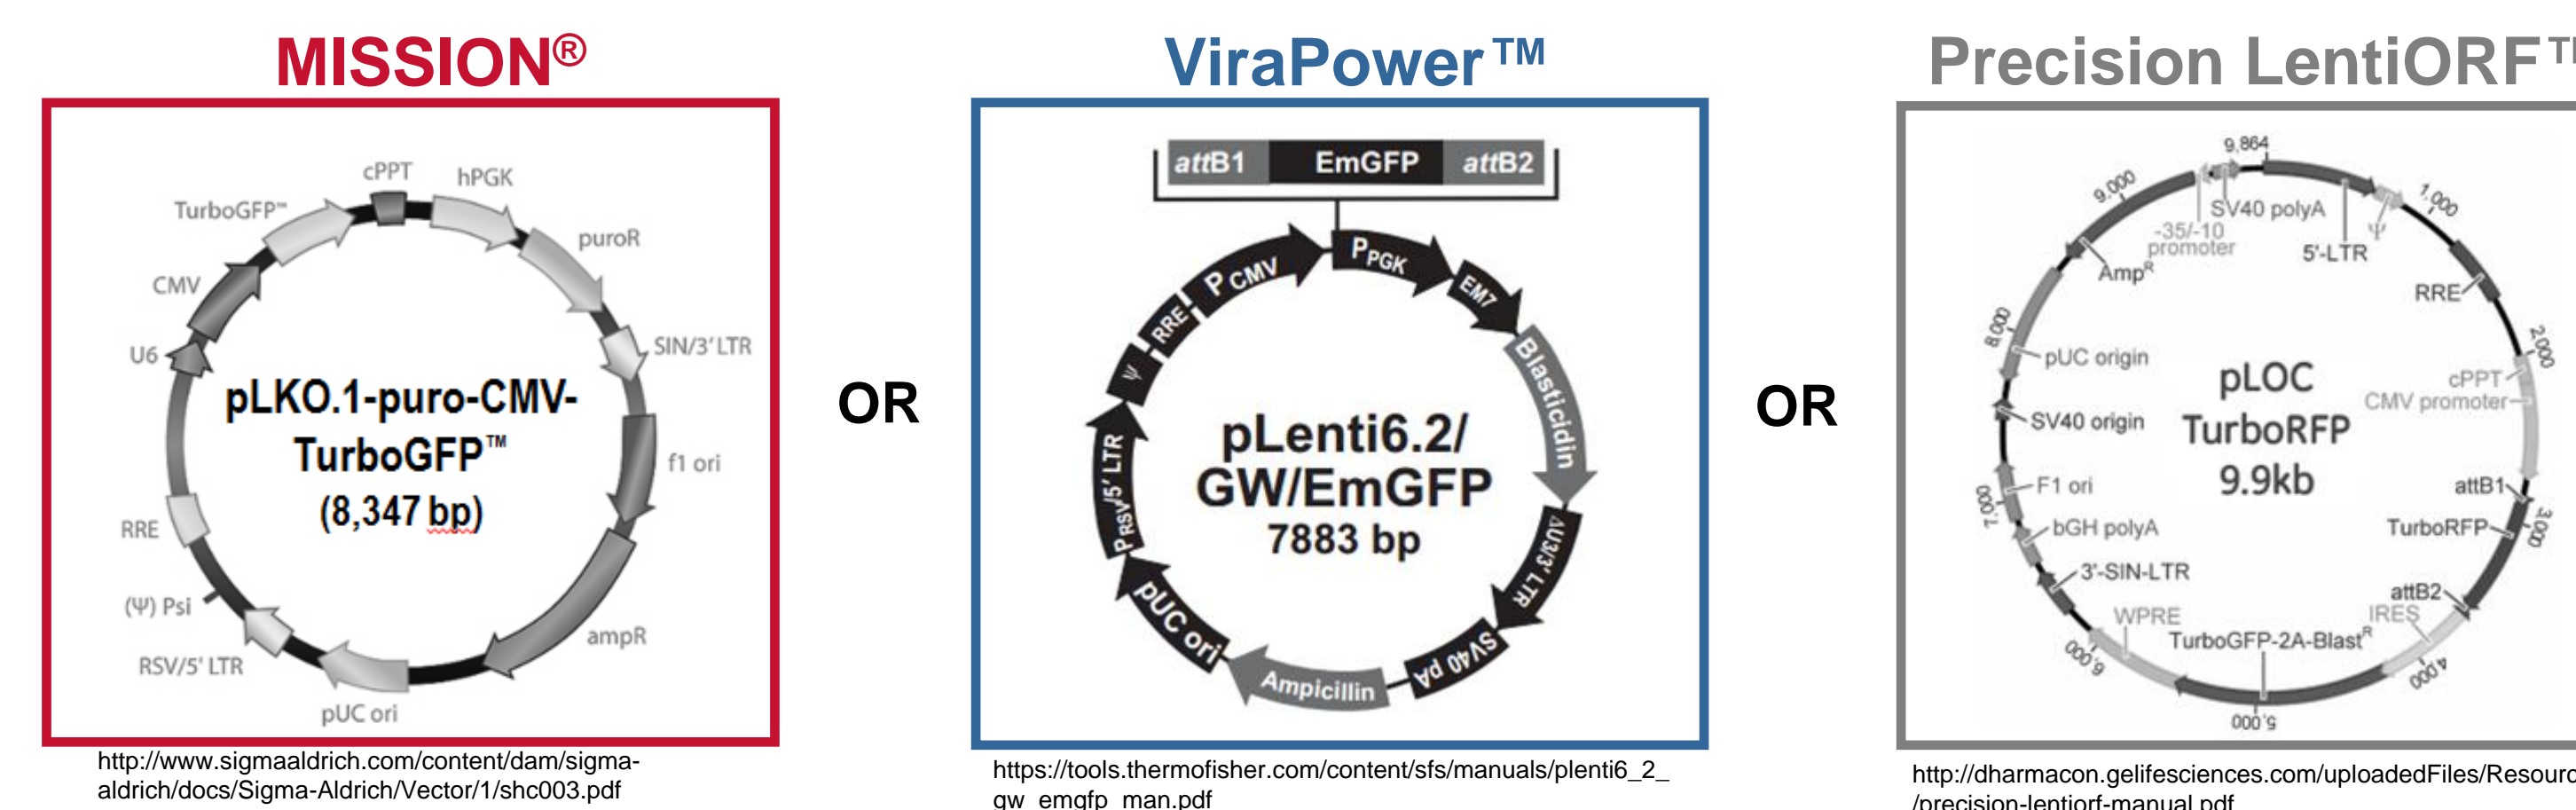 MISSION®
ViraPower™
Precision LentiORF™
cPPT
hPGK
TurboGFP™
puroR
CMV
U6
SIN/3' LTR
pLKO.1-puro-CMV-
TurboGFP™
(8,347 bp)
f1 ori
RRE
(Ψ) Psi
ampR
RSV/5' LTR
pUC ori
http://www.sigmaaldrich.com/content/dam/sigma-
aldrich/docs/Sigma-Aldrich/Vector/1/shc003.pdf
OR
attB1 EmGFP attB2
P CMV
PPGK
EM7
RRE
Ψ
Blasticidin
PRSV/5' LTR
pLenti6.2/
GW/EmGFP
7883 bp
ΔU3/3' LTR
pUC ori
SV40 pA
Ampicillin
https://tools.thermofisher.com/content/sfs/manuals/plenti6_2_
gw_emgfp_man.pdf
OR
9,864
9,000
1,000
SV40 polyA
-35/-10
promoter
Ψ
5'-LTR
AmpR
RRE
8,000
2,000
pUC origin
pLOC
TurboRFP
9.9kb
cPPT
CMV promoter
SV40 origin
F1 ori
attB1
7,000
3,000
bGH polyA
TurboRFP
3'-SIN-LTR
attB2
WPRE
IRES
TurboGFP-2A-BlastR
6,000
4,000
5,000
http://dharmacon.gelifesciences.com/uploadedFiles/Resourc
/precision-lentiorf-manual.pdf